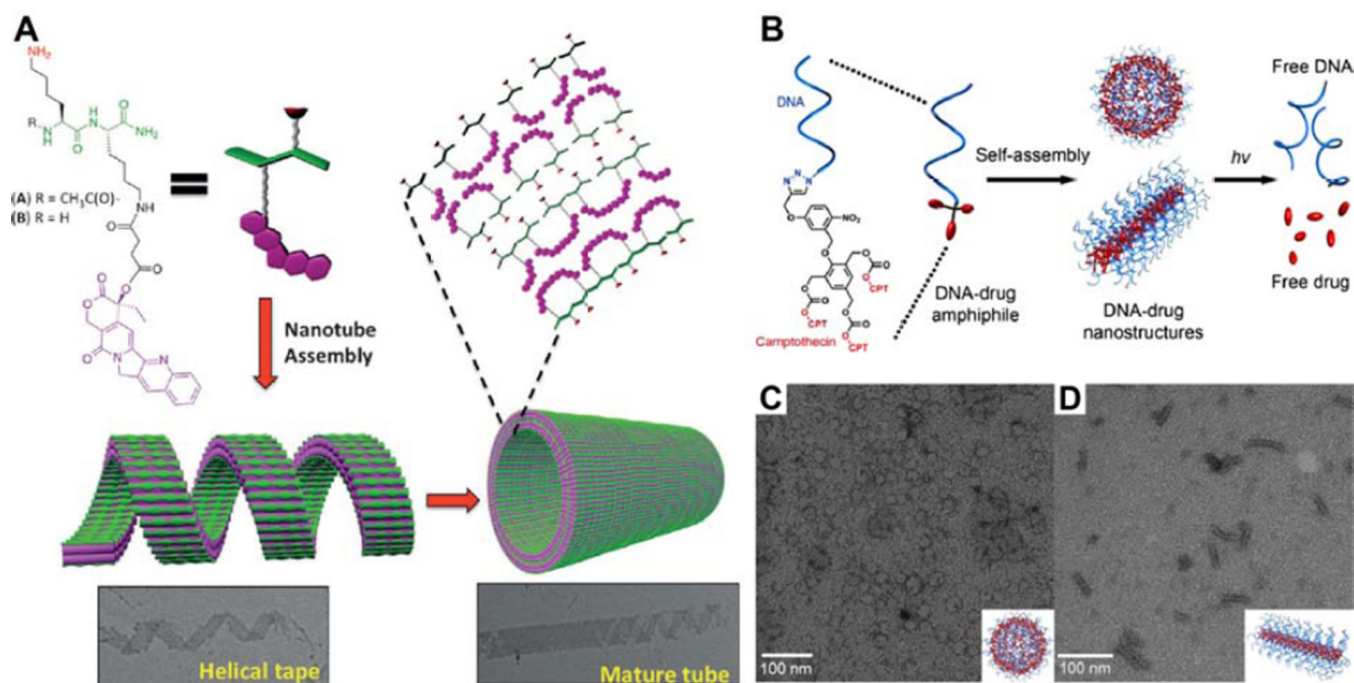 A
NH₂
R
N
H
O
H
N
O
NH₂
(A) R = CH₃C(O)-
(B) R = H
NH
O
O
O
O
O
O
N
N
Nanotube
Assembly
Helical tape
Mature tube
B
DNA
N
N
N
O
NO₂
O
O
O
O
CPT
O
O
O
CPT
O
O
O
CPT
Camptothecin
DNA-drug
amphiphile
Self-assembly
DNA-drug
nanostructures
hv
Free DNA
Free drug
C
100 nm
D
100 nm